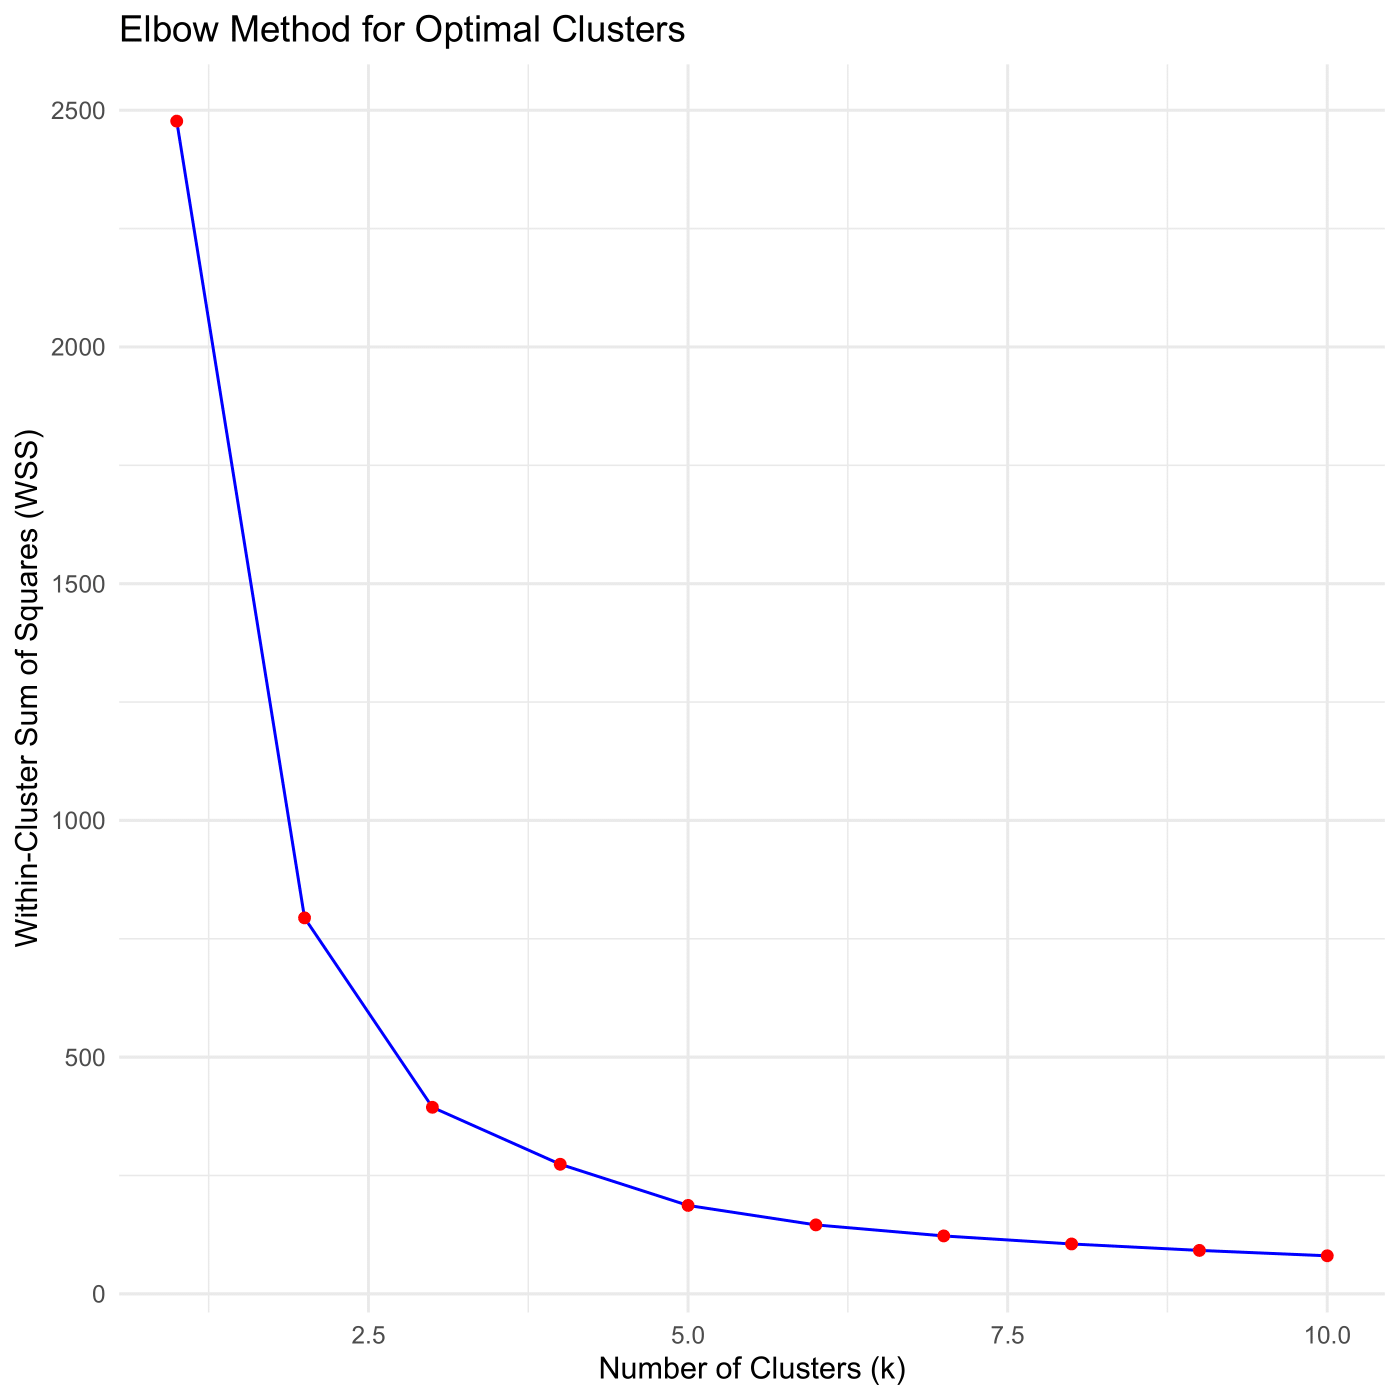 Elbow Method for Optimal Clusters
2500
2000
1500
1000
500
0
Within-Cluster Sum of Squares (WSS)
2.5 5.0 7.5 10.0
Number of Clusters (k)